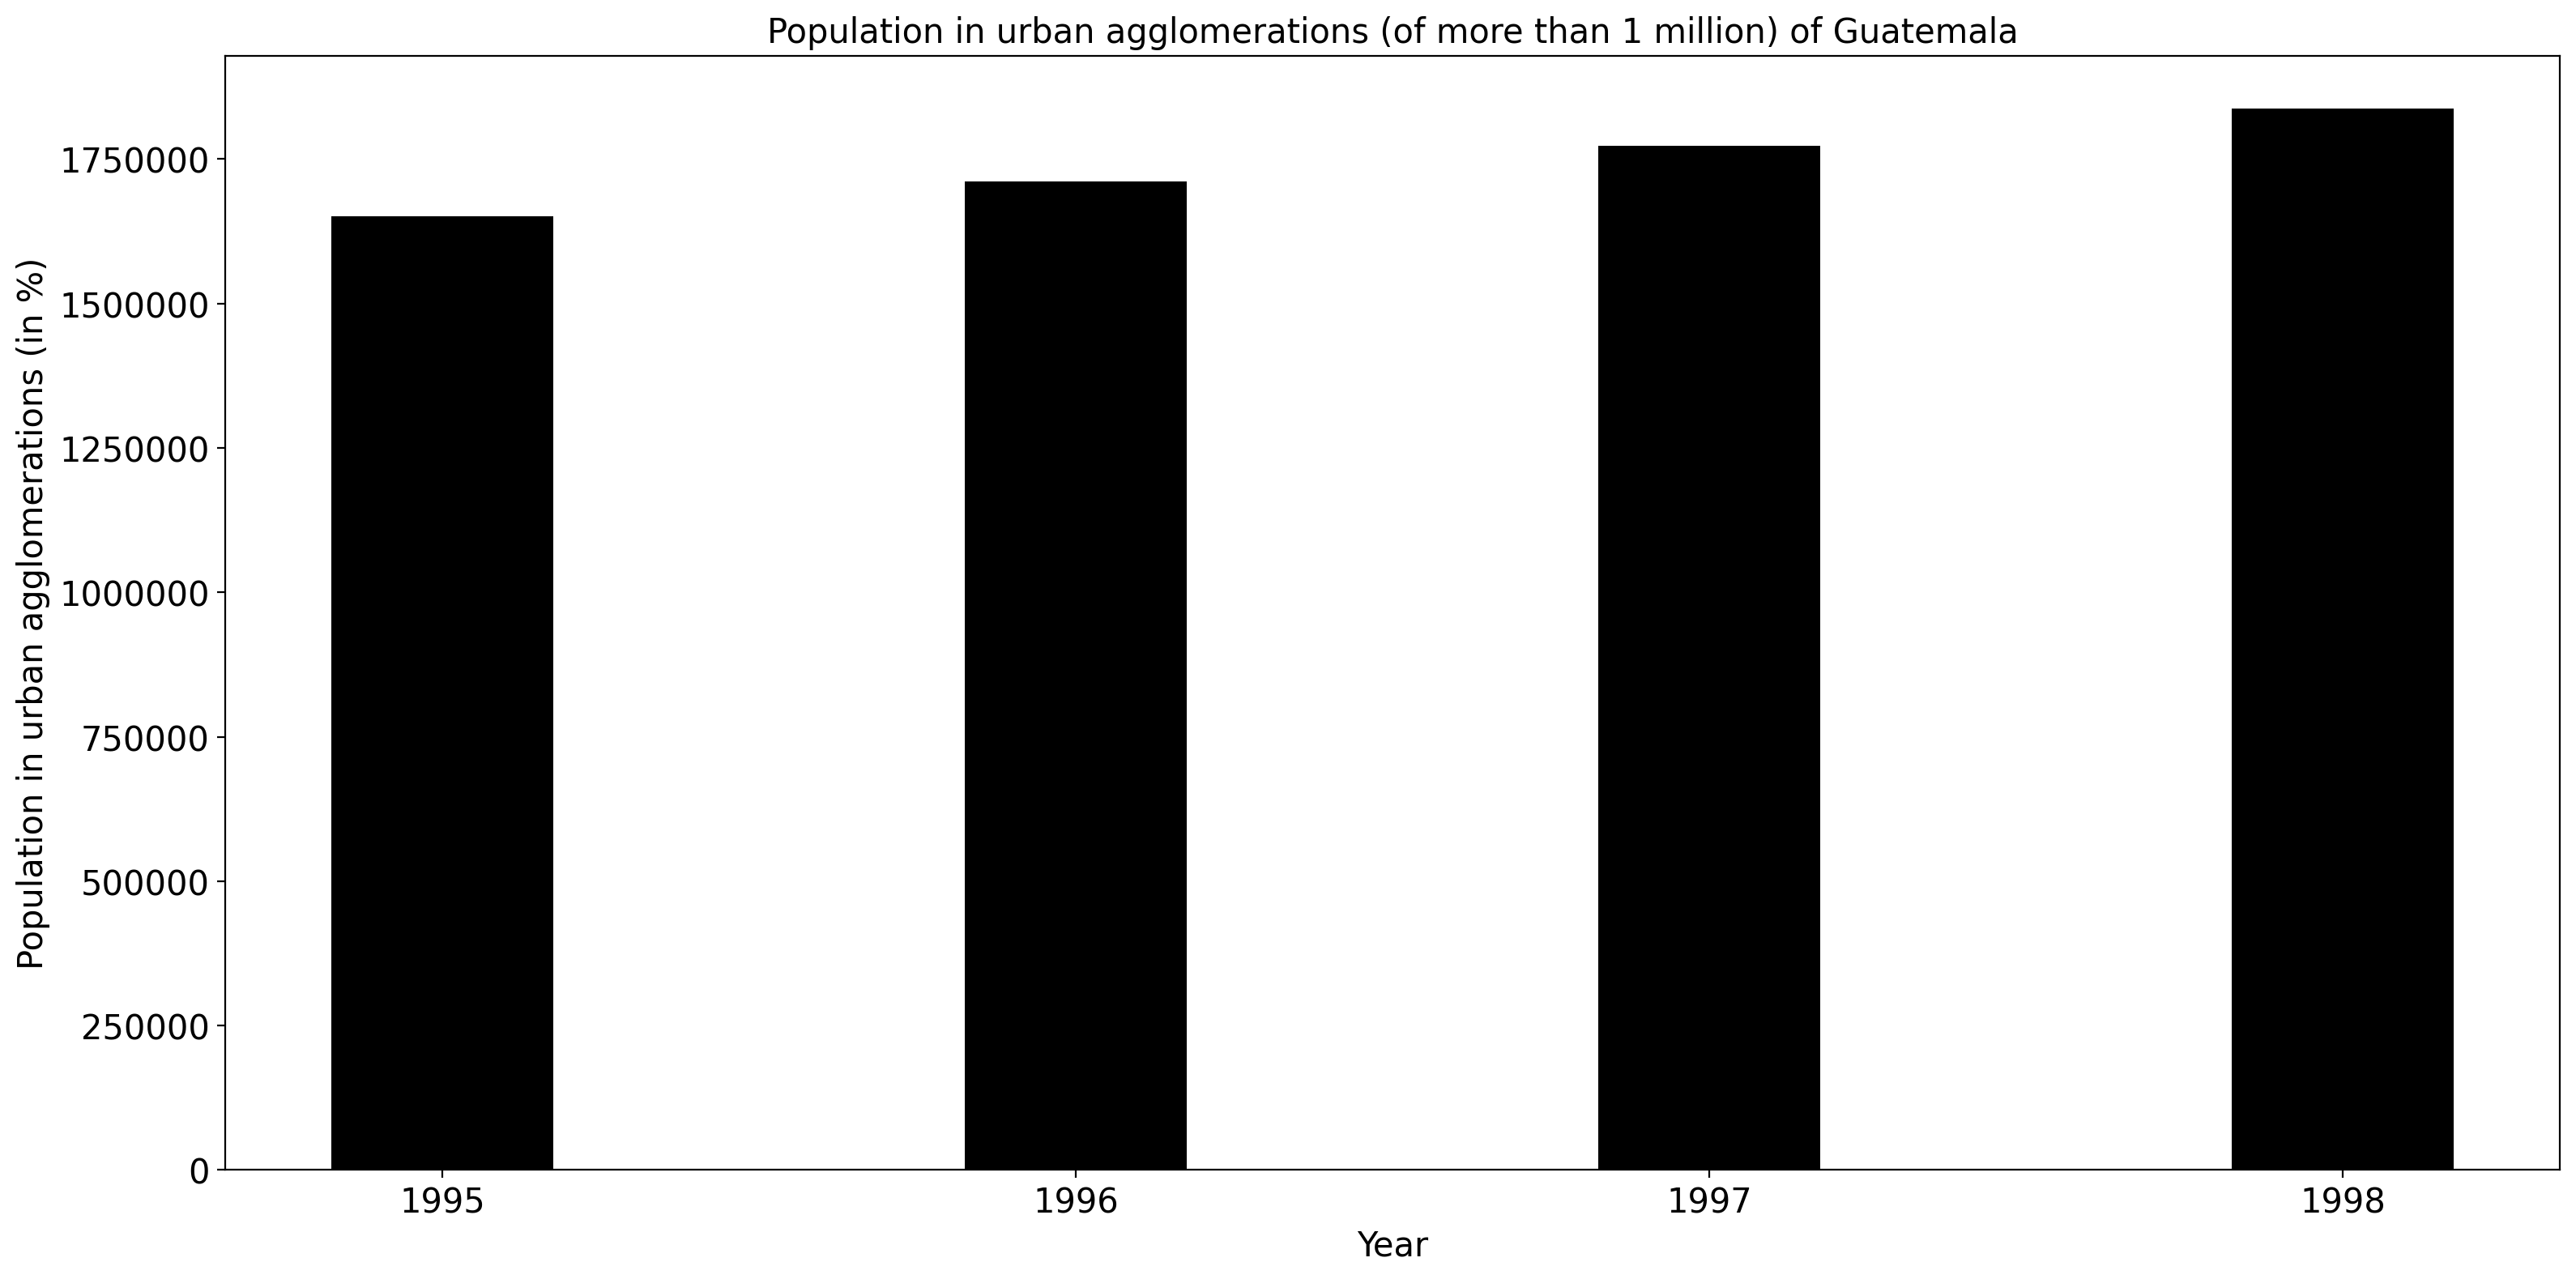 Population in urban agglomerations (of more than 1 million) of Guatemala
Population in urban agglomerations (in %)
1750000
1500000
1250000
1000000
750000
500000
250000
0
1995 1996 1997 1998
Year